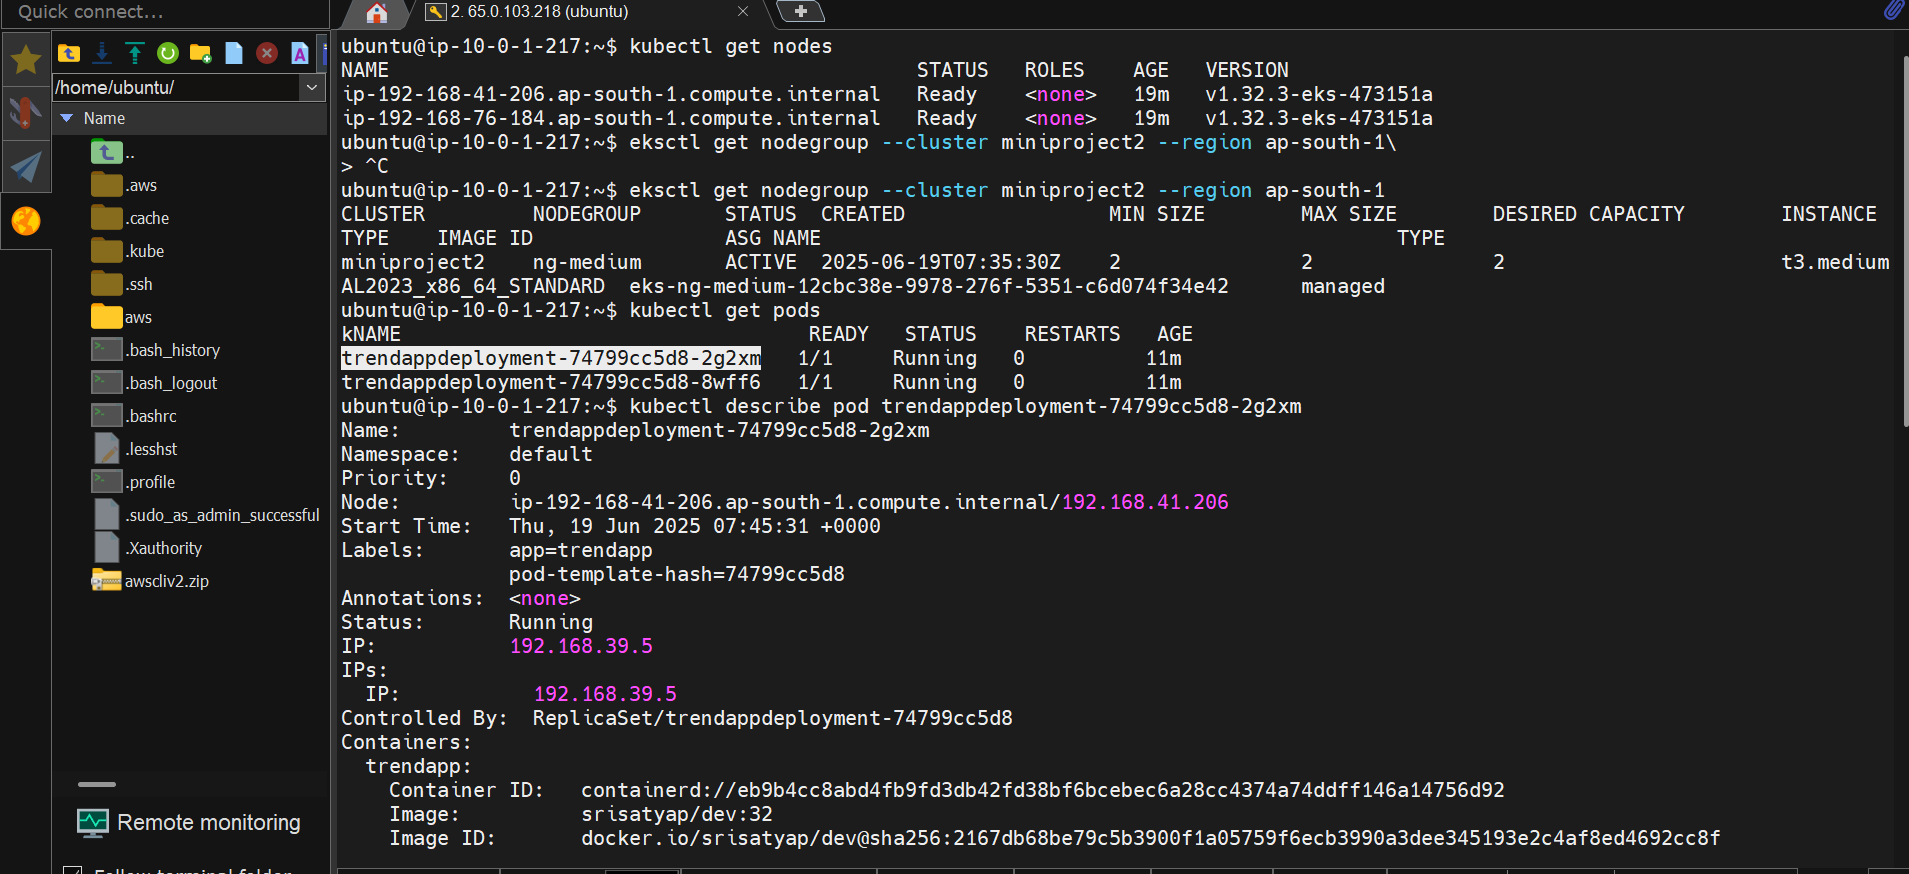 Quick connect...
2. 65.0.103.218 (ubuntu)
/home/ubuntu/
Name
..
.aws
.cache
.kube
.ssh
aws
.bash_history
.bash_logout
.bashrc
.lesshst
.profile
.sudo_as_admin_successful
.Xauthority
awscliv2.zip
Remote monitoring
Follow terminal folder
ubuntu@ip-10-0-1-217:~$ kubectl get nodes
NAME STATUS ROLES AGE VERSION
ip-192-168-41-206.ap-south-1.compute.internal Ready <none> 19m v1.32.3-eks-473151a
ip-192-168-76-184.ap-south-1.compute.internal Ready <none> 19m v1.32.3-eks-473151a
ubuntu@ip-10-0-1-217:~$ eksctl get nodegroup --cluster miniproject2 --region ap-south-1\
> ^C
ubuntu@ip-10-0-1-217:~$ eksctl get nodegroup --cluster miniproject2 --region ap-south-1
CLUSTER NODEGROUP STATUS CREATED MIN SIZE MAX SIZE DESIRED CAPACITY INSTANCE
TYPE IMAGE ID ASG NAME TYPE
miniproject2 ng-medium ACTIVE 2025-06-19T07:35:30Z 2 2 2 t3.medium
AL2023_x86_64_STANDARD eks-ng-medium-12cbc38e-9978-276f-5351-c6d074f34e42 managed
ubuntu@ip-10-0-1-217:~$ kubectl get pods
kNAME READY STATUS RESTARTS AGE
trendappdeployment-74799cc5d8-2g2xm 1/1 Running 0 11m
trendappdeployment-74799cc5d8-8wff6 1/1 Running 0 11m
ubuntu@ip-10-0-1-217:~$ kubectl describe pod trendappdeployment-74799cc5d8-2g2xm
Name: trendappdeployment-74799cc5d8-2g2xm
Namespace: default
Priority: 0
Node: ip-192-168-41-206.ap-south-1.compute.internal/192.168.41.206
Start Time: Thu, 19 Jun 2025 07:45:31 +0000
Labels: app=trendapp
pod-template-hash=74799cc5d8
Annotations: <none>
Status: Running
IP: 192.168.39.5
IPs:
IP: 192.168.39.5
Controlled By: ReplicaSet/trendappdeployment-74799cc5d8
Containers:
trendapp:
Container ID: containerd://eb9b4cc8abd4fb9fd3db42fd38bf6bcebec6a28cc4374a74ddff146a14756d92
Image: srisatyap/dev:32
Image ID: docker.io/srisatyap/dev@sha256:2167db68be79c5b3900f1a05759f6ecb3990a3dee345193e2c4af8ed4692cc8f